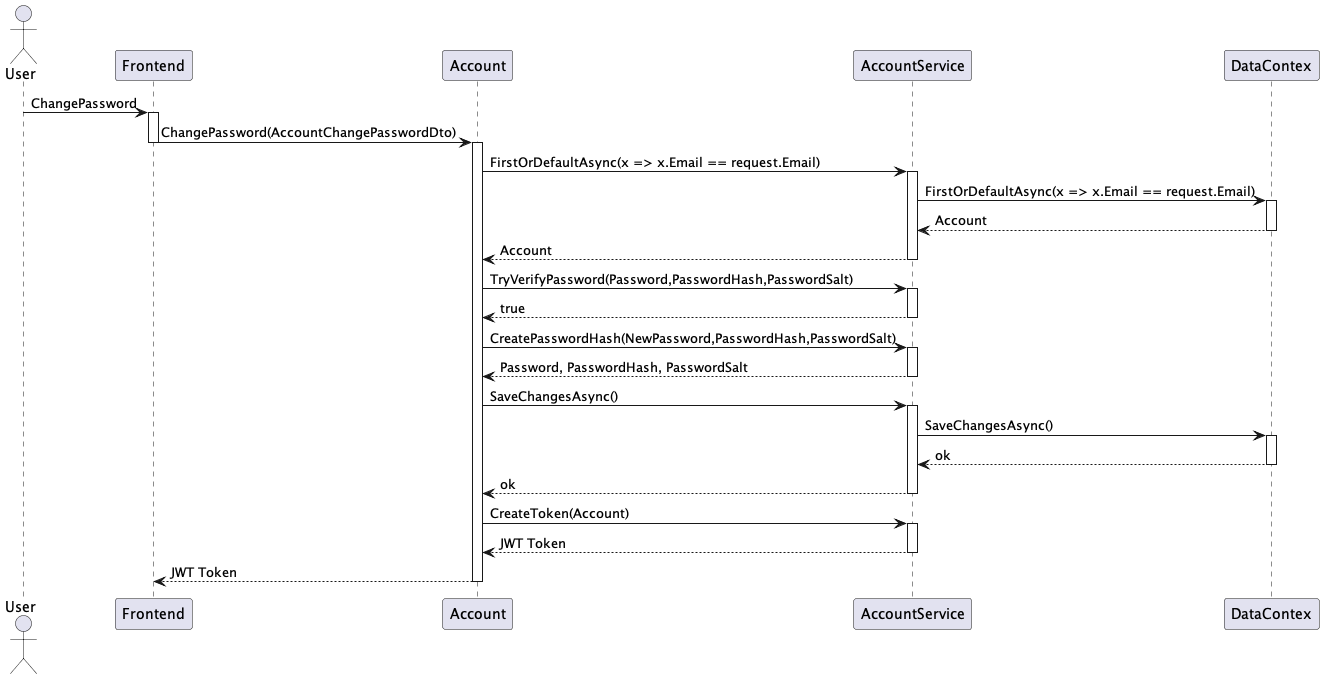 User
Frontend
Account
AccountService
DataContex
ChangePassword
ChangePassword(AccountChangePasswordDto)
FirstOrDefaultAsync(x => x.Email == request.Email)
FirstOrDefaultAsync(x => x.Email == request.Email)
Account
Account
TryVerifyPassword(Password,PasswordHash,PasswordSalt)
true
CreatePasswordHash(NewPassword,PasswordHash,PasswordSalt)
Password, PasswordHash, PasswordSalt
SaveChangesAsync()
SaveChangesAsync()
ok
ok
CreateToken(Account)
JWT Token
JWT Token
User
Frontend
Account
AccountService
DataContex